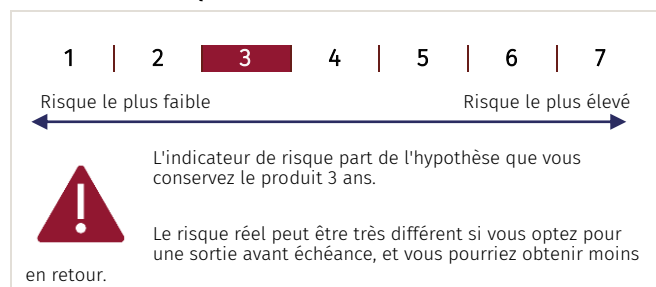 1 2 3 4 5 6 7
Risque le plus faible Risque le plus élevé
L'indicateur de risque part de l'hypothèse que vous
conservez le produit 3 ans.
Le risque réel peut être très différent si vous optez pour
une sortie avant échéance, et vous pourriez obtenir moins
en retour.